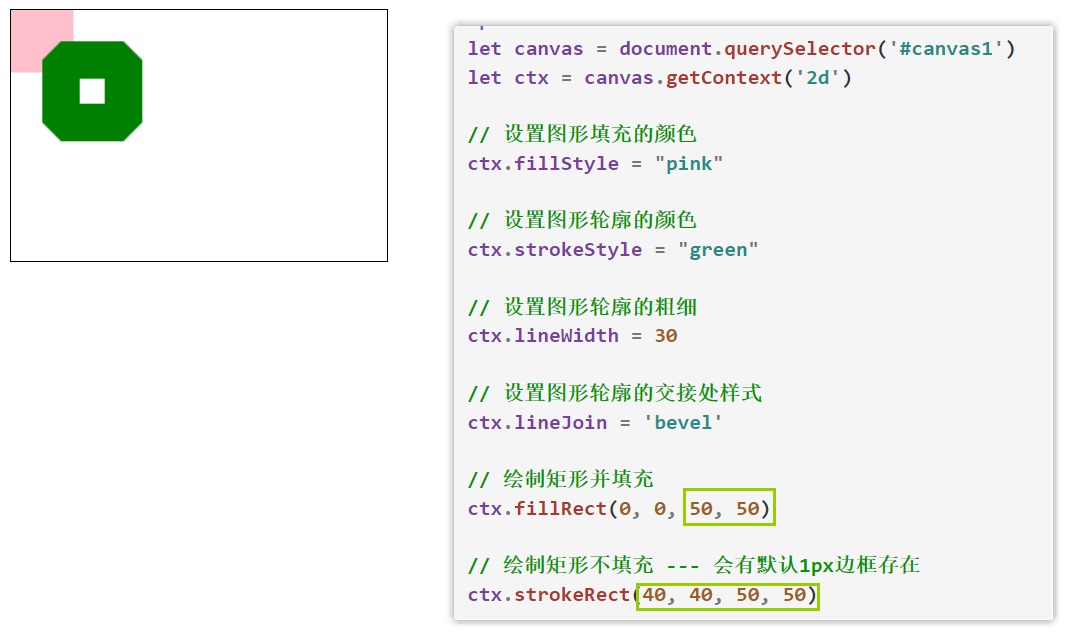 let canvas = document.querySelector('#canvas1')
let ctx = canvas.getContext('2d')
// 设置图形填充的颜色
ctx.fillStyle = "pink"
// 设置图形轮廓的颜色
ctx.strokeStyle = "green"
// 设置图形轮廓的粗细
ctx.lineWidth = 30
// 设置图形轮廓的交接处样式
ctx.lineJoin = 'bevel'
// 绘制矩形并填充
ctx.fillRect(0, 0, 50, 50)
// 绘制矩形不填充 --- 会有默认1px边框存在
ctx.strokeRect(40, 40, 50, 50)